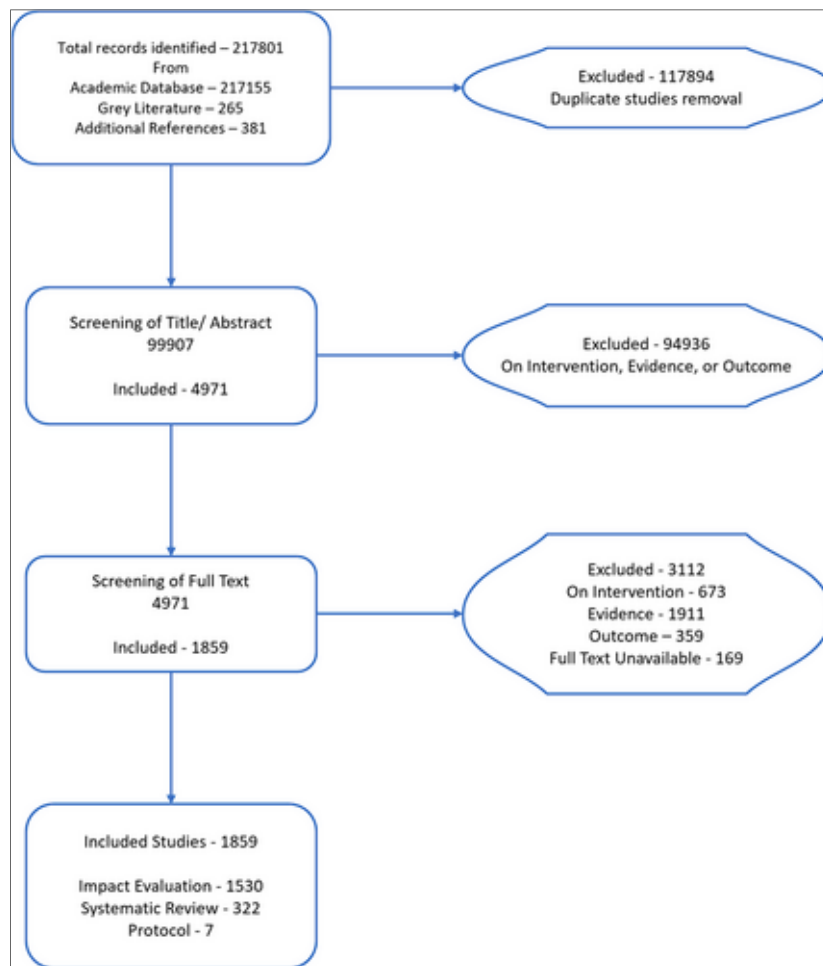 Total records identified – 217801
From
Academic Database - 217155
Grey Literature - 265
Additional References – 381
Excluded - 117894
Duplicate studies removal
Screening of Title/ Abstract
99907
Included - 4971
Excluded - 94936
On Intervention, Evidence, or Outcome
Screening of Full Text
4971
Included - 1859
Excluded - 3112
On Intervention - 673
Evidence - 1911
Outcome – 359
Full Text Unavailable - 169
Included Studies - 1859
Impact Evaluation - 1530
Systematic Review - 322
Protocol - 7